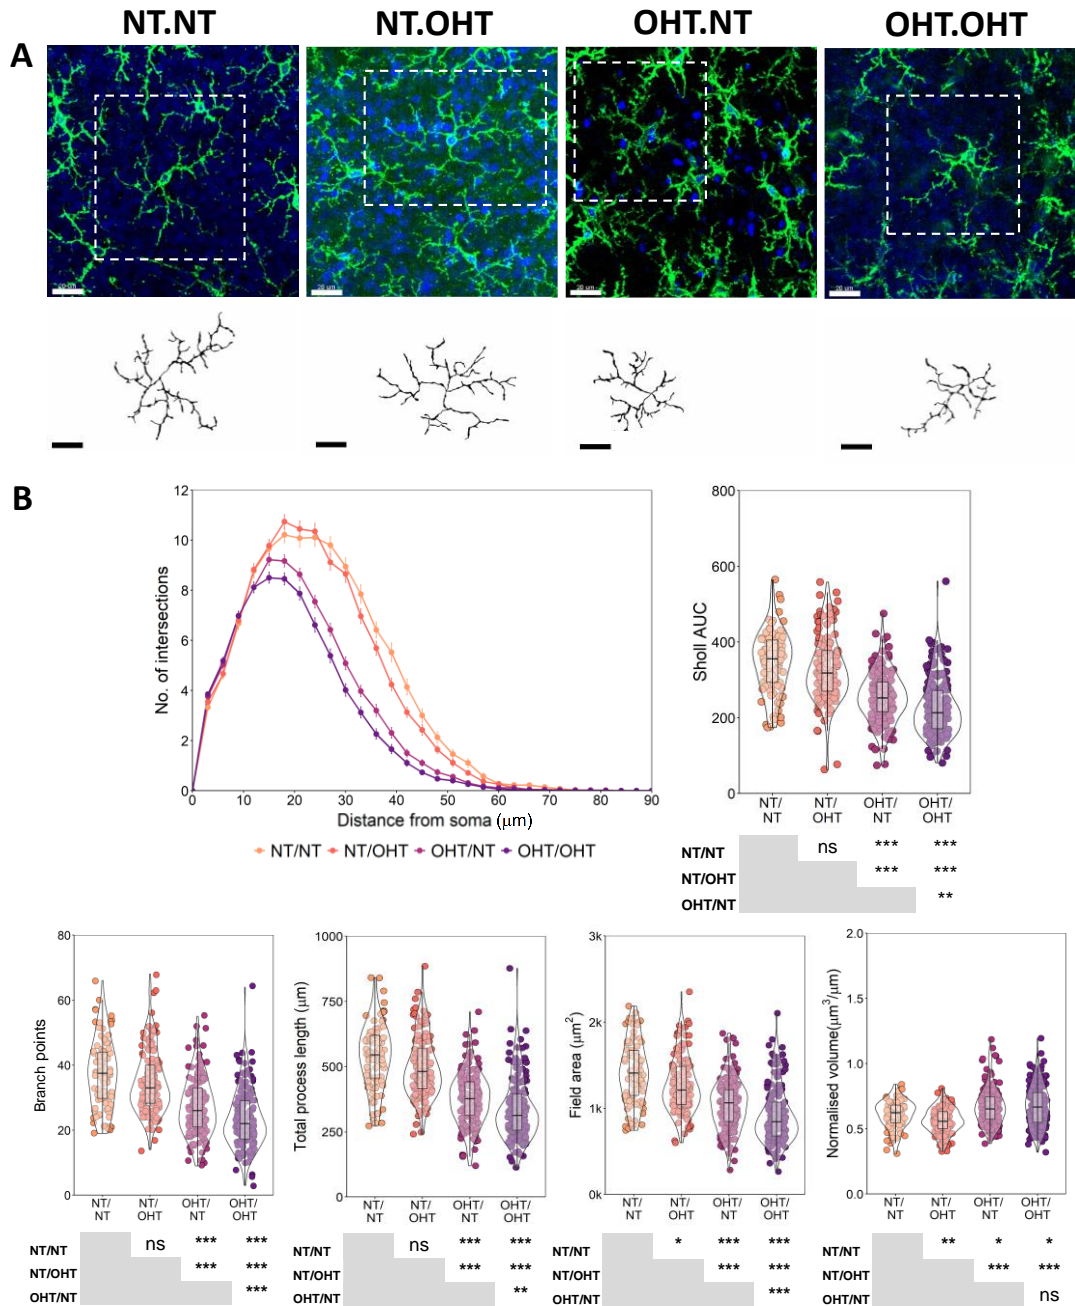 NT.NT NT.OHT OHT.NT OHT.OHT
A
20 um 20 um 20 um
B
12
10
8
6
4
2
0
No. of intersections
0 10 20 30 40 50 60 70 80 90
Distance from soma (μm)
NT/NT NT/OHT OHT/NT OHT/OHT
800
600
400
200
0
Sholl AUC
NT/ NT/ OHT/ OHT/
NT OHT NT OHT
NT/NT ns *** ***
NT/OHT *** ***
OHT/NT **
80
60
40
20
0
Branch points
NT/ NT/ OHT/ OHT/
NT OHT NT OHT
NT/NT ns *** ***
NT/OHT *** ***
OHT/NT ***
1000
750
500
250
0
Total process length (μm)
NT/ NT/ OHT/ OHT/
NT OHT NT OHT
NT/NT ns *** ***
NT/OHT *** ***
OHT/NT **
3k
2k
1k
0k
Field area (μm²)
NT/ NT/ OHT/ OHT/
NT OHT NT OHT
NT/NT * *** ***
NT/OHT *** ***
OHT/NT ***
2.0
1.5
1.0
0.5
0.0
Normalised volume(μm³/μm)
NT/ NT/ OHT/ OHT/
NT OHT NT OHT
NT/NT ** * *
NT/OHT *** ***
OHT/NT ns